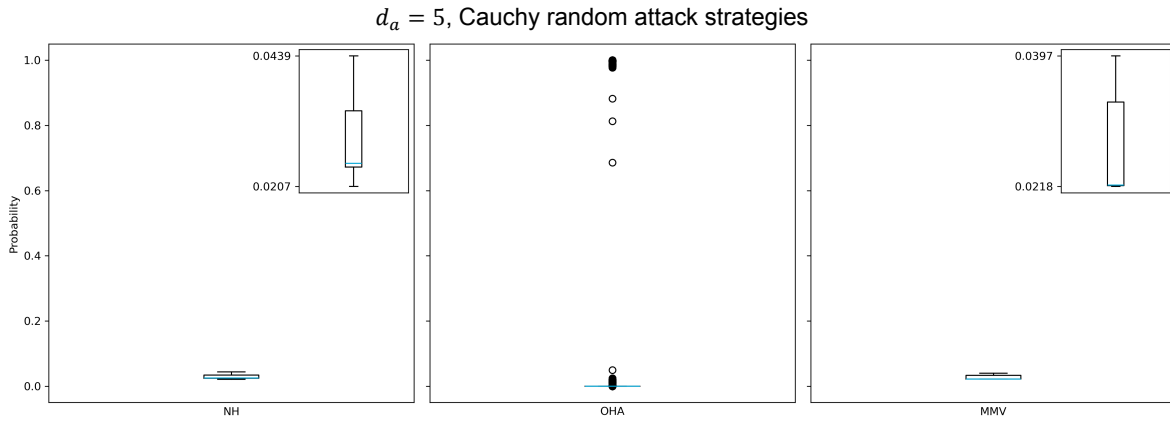 d_a = 5, Cauchy random attack strategies
Probability
1.0
0.8
0.6
0.4
0.2
0.0
0.0439
0.0207
NH
OHA
0.0397
0.0218
MMV